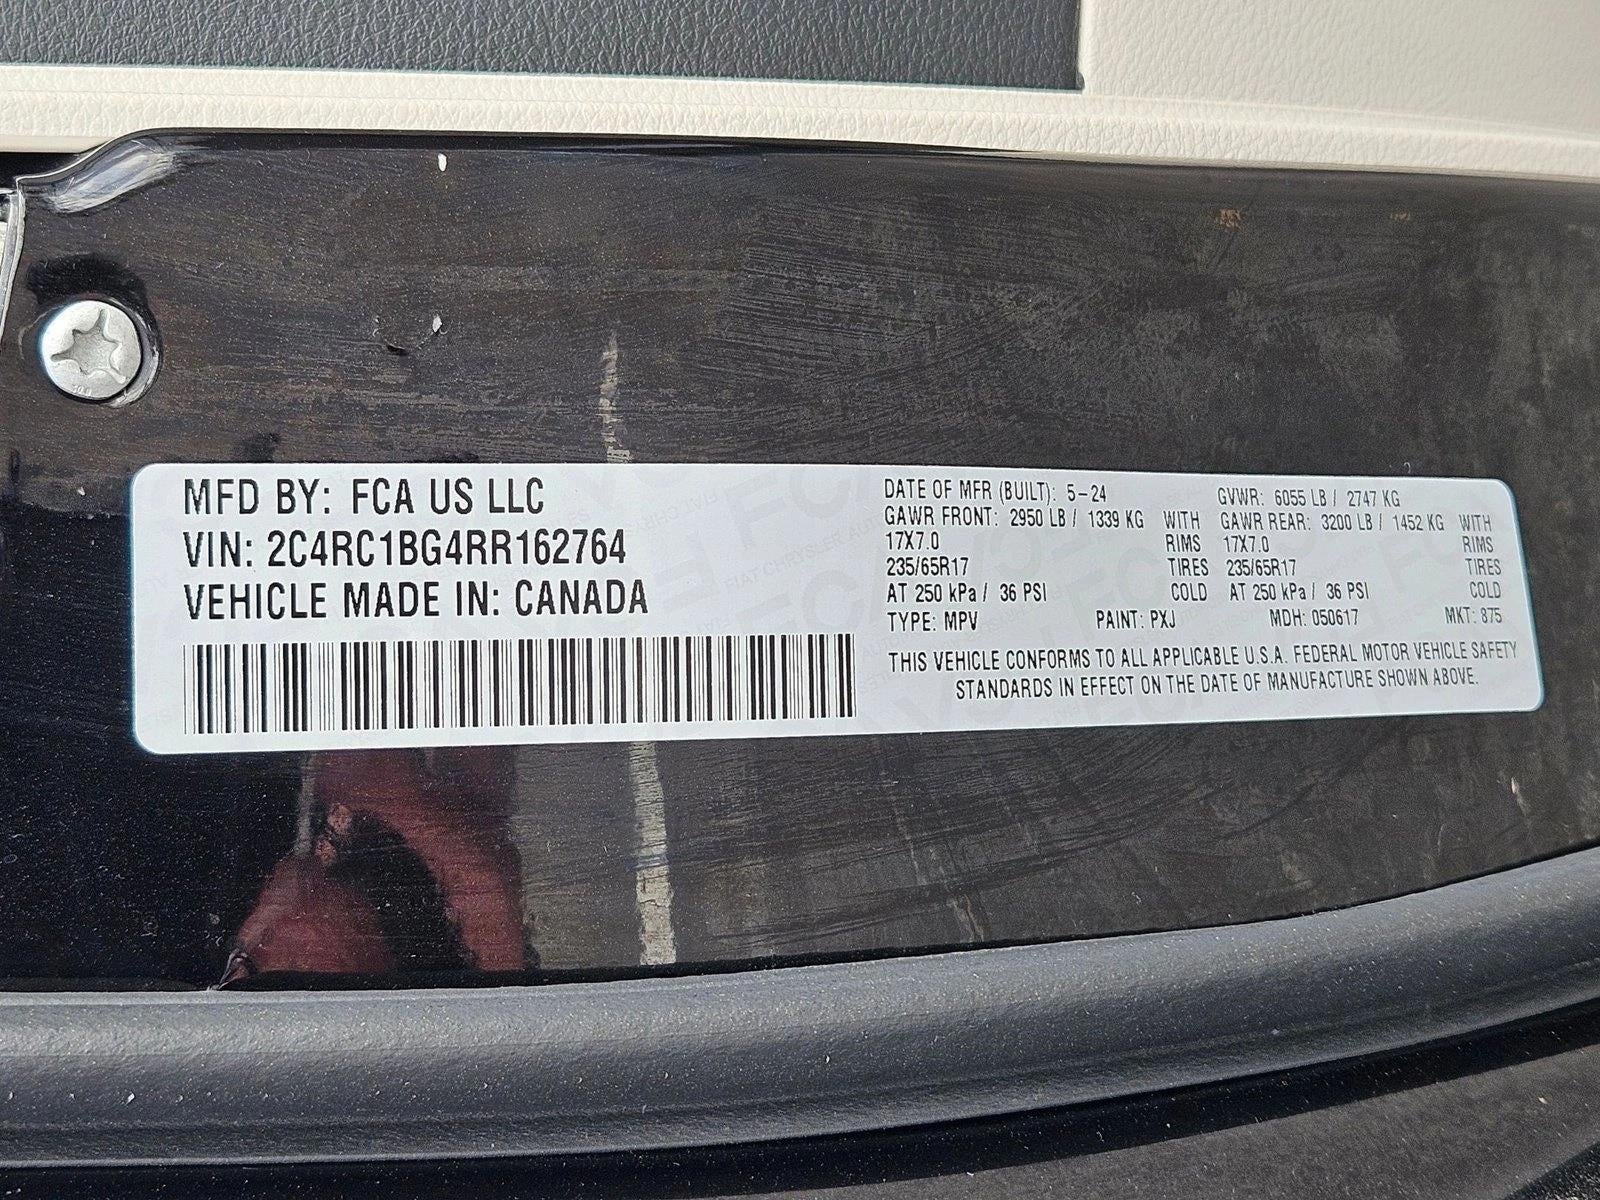 MFD BY: FCA US LLC
VIN: 2C4RC1BG4RR162764
VEHICLE MADE IN: CANADA
DATE OF MFR (BUILT): 5-24 GVWR: 6055 LB / 2747 KG
GAWR FRONT: 2950 LB / 1339 KG WITH GAWR REAR: 3200 LB / 1452 KG WITH
17X7.0 RIMS 17X7.0 RIMS
235/65R17 TIRES 235/65R17 TIRES
AT 250 kPa / 36 PSI COLD AT 250 kPa / 36 PSI COLD
TYPE: MPV PAINT: PXJ MDH: 050617 MKT: 875
THIS VEHICLE CONFORMS TO ALL APPLICABLE U.S.A. FEDERAL MOTOR VEHICLE SAFETY
STANDARDS IN EFFECT ON THE DATE OF MANUFACTURE SHOWN ABOVE.